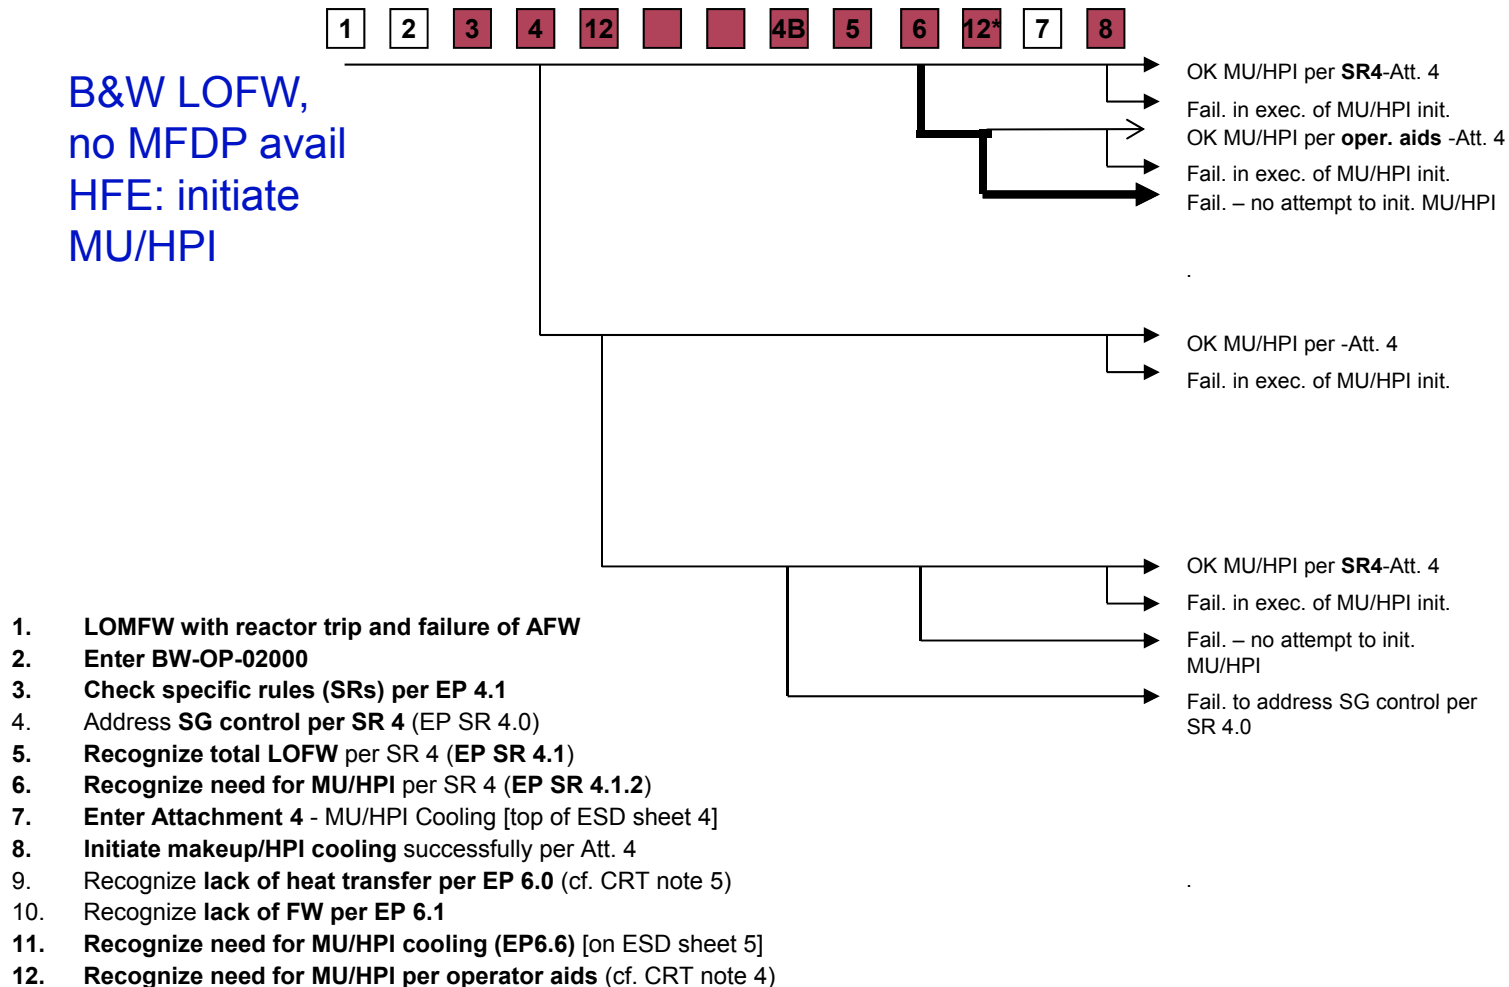 1 2 3 4 12 4B 5 6 12* 7 8
B&W LOFW,
no MFDP avail
HFE: initiate
MU/HPI
OK MU/HPI per SR4-Att. 4
Fail. in exec. of MU/HPI init.
OK MU/HPI per oper. aids -Att. 4
Fail. in exec. of MU/HPI init.
Fail. – no attempt to init. MU/HPI
.
OK MU/HPI per -Att. 4
Fail. in exec. of MU/HPI init.
OK MU/HPI per SR4-Att. 4
Fail. in exec. of MU/HPI init.
Fail. – no attempt to init.
MU/HPI
Fail. to address SG control per
SR 4.0
.
1. LOMFW with reactor trip and failure of AFW
2. Enter BW-OP-02000
3. Check specific rules (SRs) per EP 4.1
4. Address SG control per SR 4 (EP SR 4.0)
5. Recognize total LOFW per SR 4 (EP SR 4.1)
6. Recognize need for MU/HPI per SR 4 (EP SR 4.1.2)
7. Enter Attachment 4 - MU/HPI Cooling [top of ESD sheet 4]
8. Initiate makeup/HPI cooling successfully per Att. 4
9. Recognize lack of heat transfer per EP 6.0 (cf. CRT note 5)
10. Recognize lack of FW per EP 6.1
11. Recognize need for MU/HPI cooling (EP6.6) [on ESD sheet 5]
12. Recognize need for MU/HPI per operator aids (cf. CRT note 4)